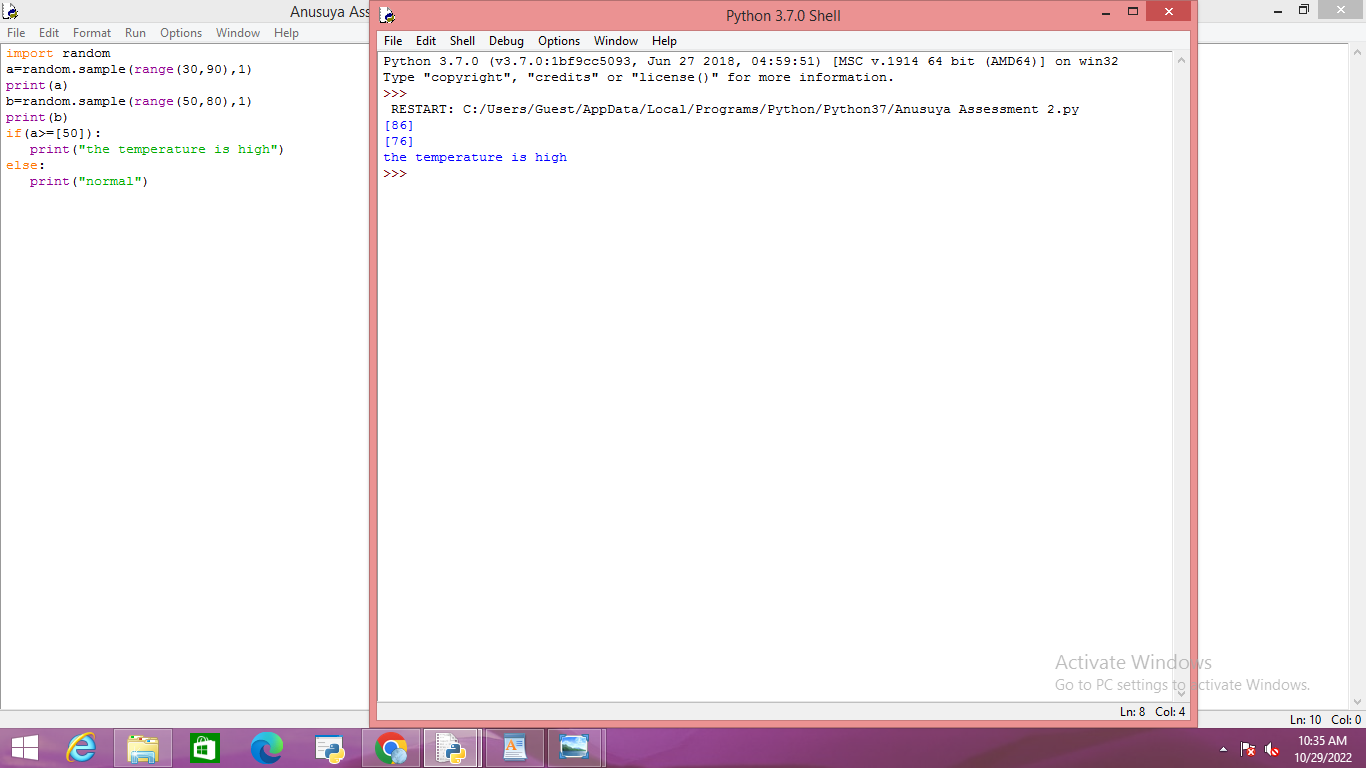 Anusuya Ass
File Edit Format Run Options Window Help
import random
a=random.sample(range(30,90),1)
print(a)
b=random.sample(range(50,80),1)
print(b)
if(a>=[50]):
   print("the temperature is high")
else:
   print("normal")
Python 3.7.0 Shell
File Edit Shell Debug Options Window Help
Python 3.7.0 (v3.7.0:1bf9cc5093, Jun 27 2018, 04:59:51) [MSC v.1914 64 bit (AMD64)] on win32
Type "copyright", "credits" or "license()" for more information.
>>>
 RESTART: C:/Users/Guest/AppData/Local/Programs/Python/Python37/Anusuya Assessment 2.py
[86]
[76]
the temperature is high
>>>
Activate Windows
Go to PC settings to activate Windows.
Ln: 8 Col: 4
Ln: 10 Col: 0
10:35 AM
10/29/2022